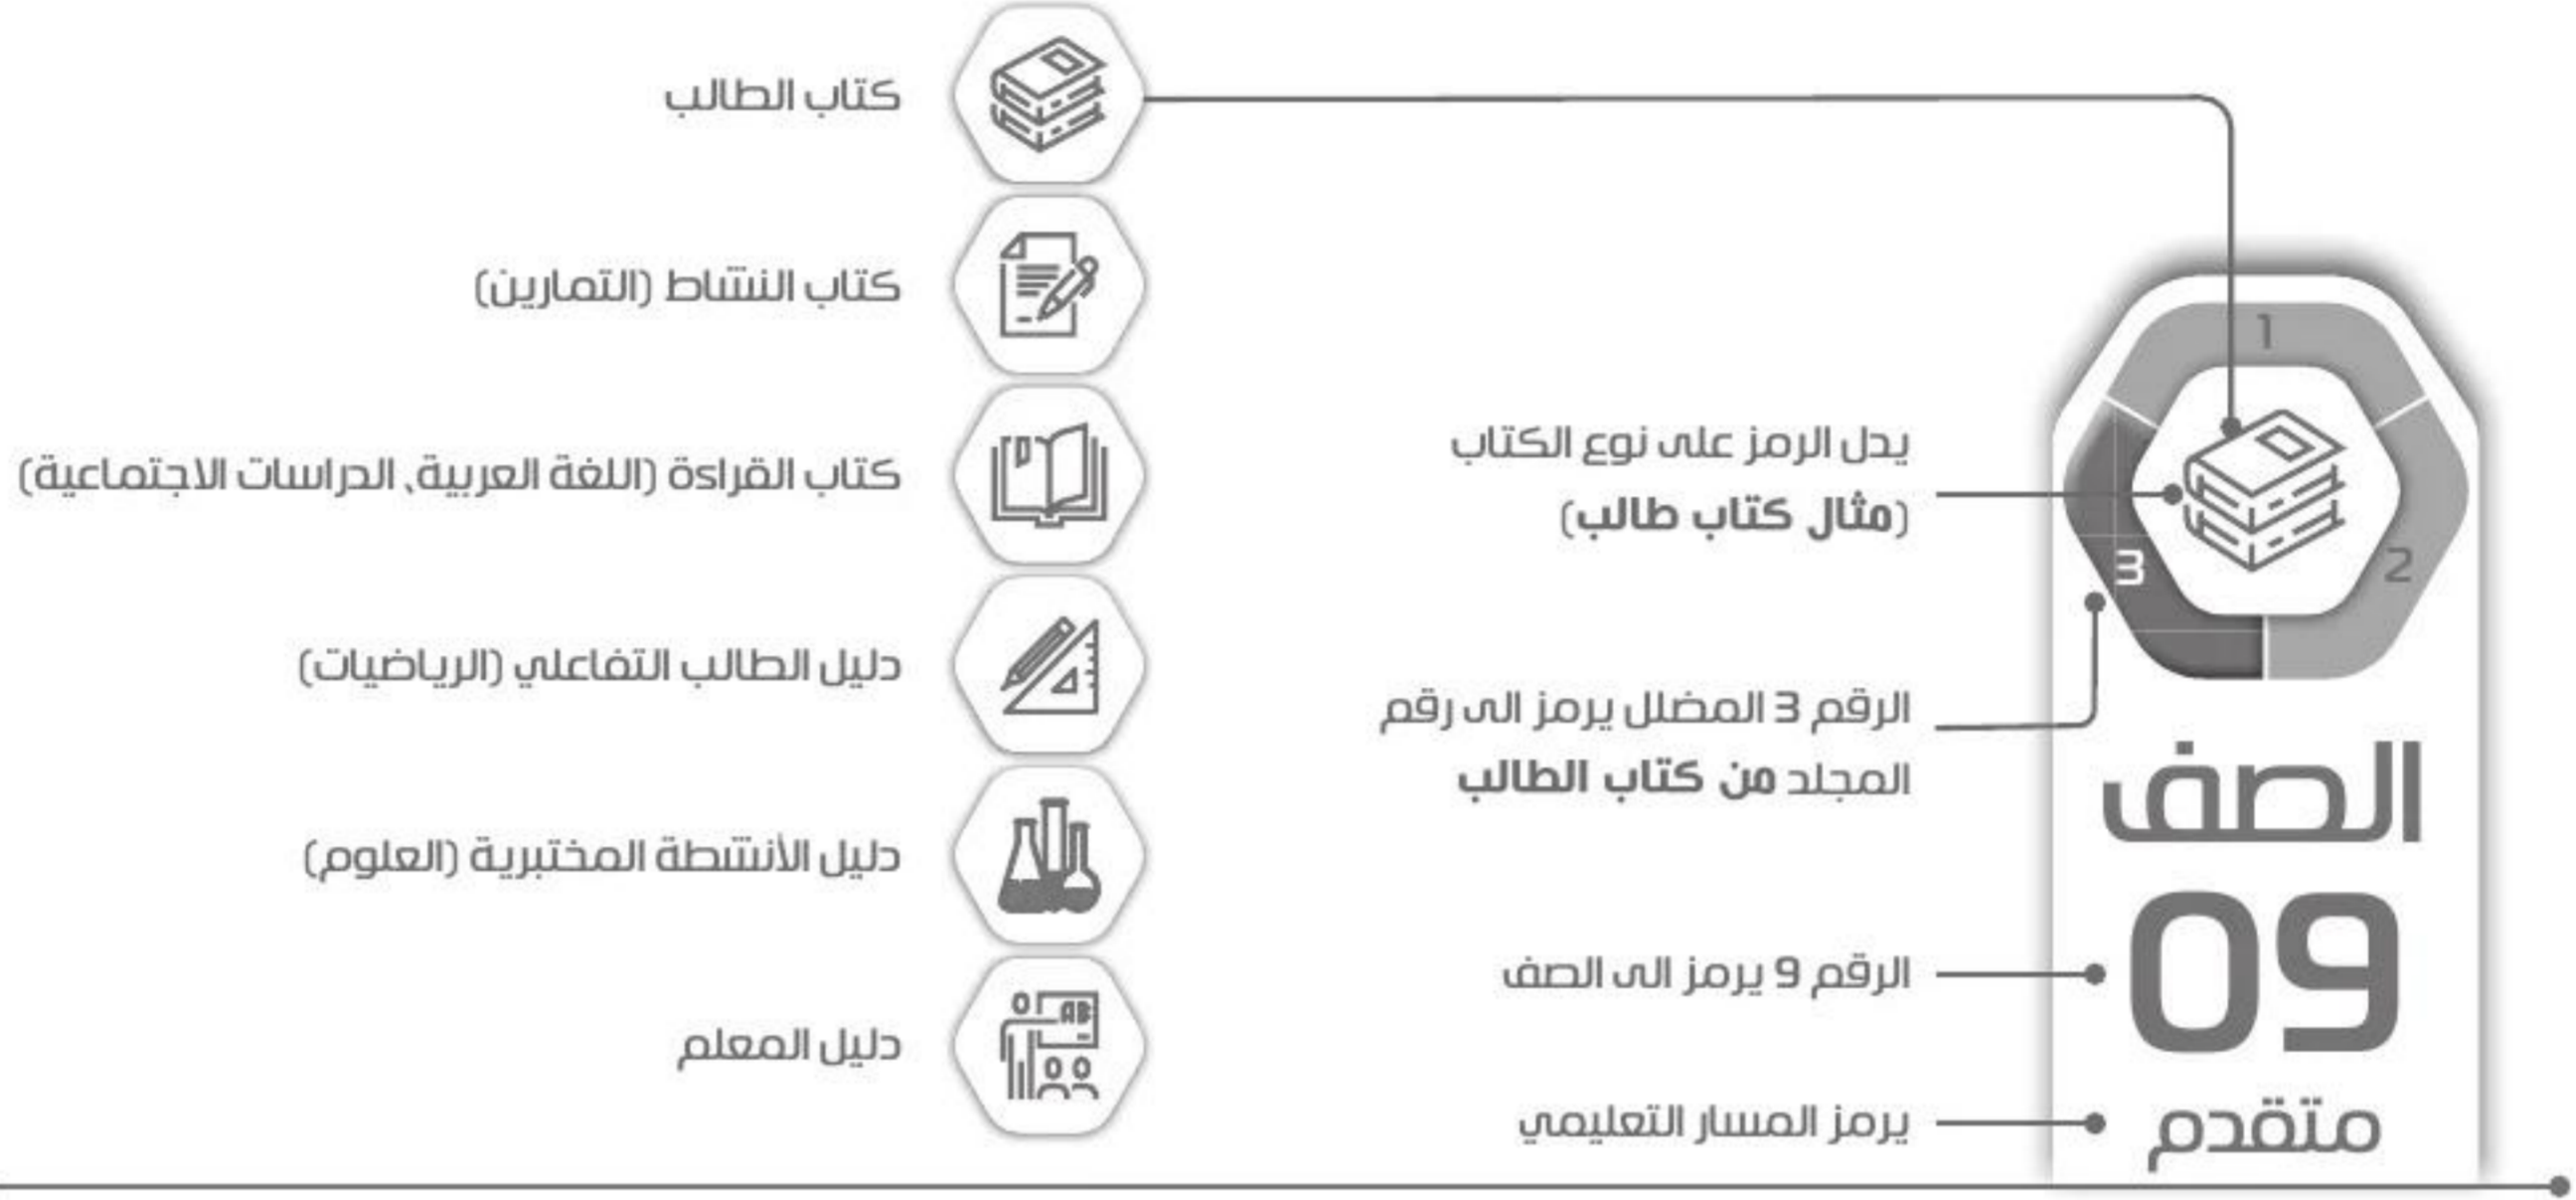 1
2
3
الصف
09
متقدم
يدل الرمز على نوع الكتاب
(مثال كتاب طالب)
الرقم 3 المضلل يرمز الى رقم
المجلد من كتاب الطالب
الرقم 9 يرمز الى الصف
يرمز المسار التعليمي
كتاب الطالب
كتاب النشاط (التمارين)
كتاب القراءة (اللغة العربية، الدراسات الاجتماعية)
دليل الطالب التفاعلي (الرياضيات)
دليل الأنشطة المختبرية (العلوم)
AB
دليل المعلم